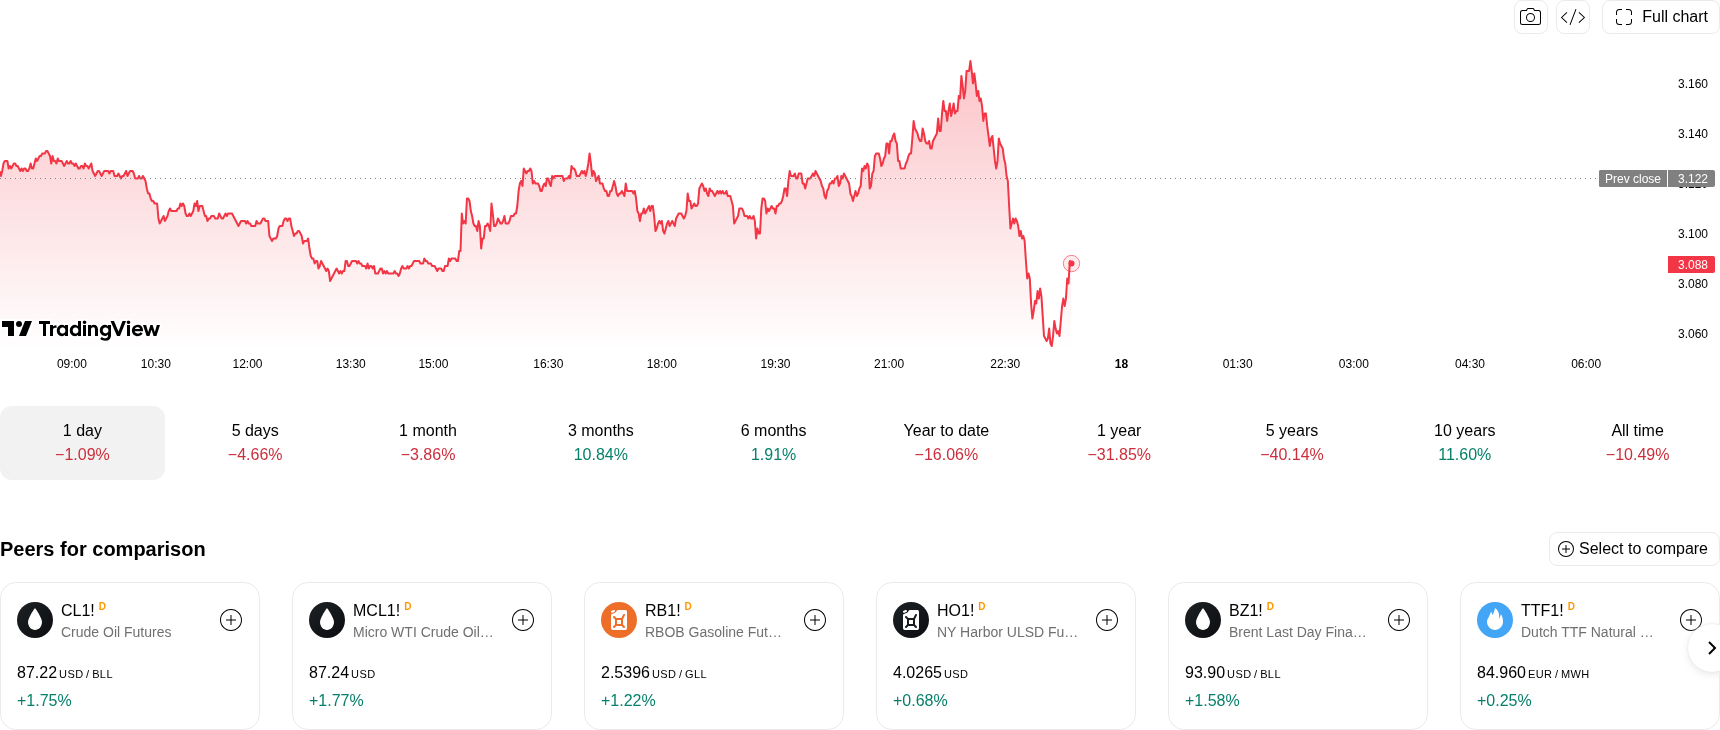 Full chart
3.160
3.140
Prev close 3.122
3.100
3.088
3.080
3.060
TradingView
09:00 10:30 12:00 13:30 15:00 16:30 18:00 19:30 21:00 22:30 18 01:30 03:00 04:30 06:00
1 day 5 days 1 month 3 months 6 months Year to date 1 year 5 years 10 years All time
−1.09% −4.66% −3.86% 10.84% 1.91% −16.06% −31.85% −40.14% 11.60% −10.49%
Peers for comparison
Select to compare
CL1! D
Crude Oil Futures
87.22 USD / BLL
+1.75%
MCL1! D
Micro WTI Crude Oil…
87.24 USD
+1.77%
RB1! D
RBOB Gasoline Fut…
2.5396 USD / GLL
+1.22%
HO1! D
NY Harbor ULSD Fu…
4.0265 USD
+0.68%
BZ1! D
Brent Last Day Fina…
93.90 USD / BLL
+1.58%
TTF1! D
Dutch TTF Natural …
84.960 EUR / MWH
+0.25%